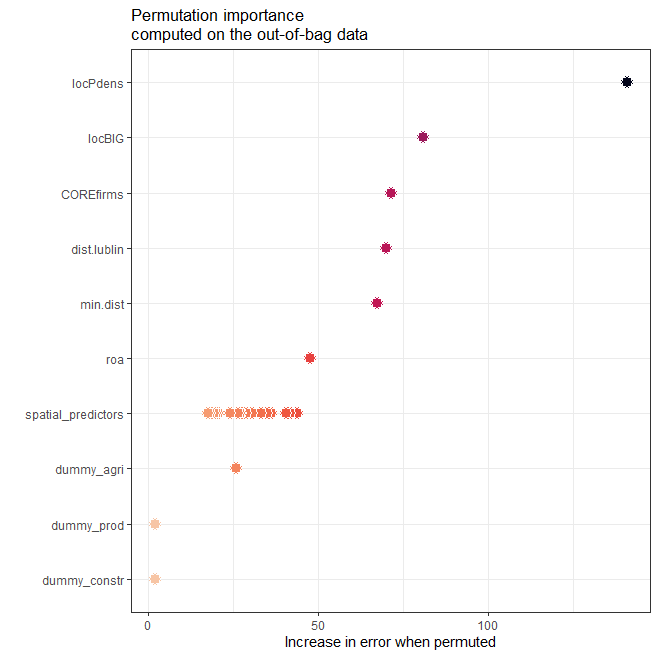 Permutation importance
computed on the out-of-bag data
locPdens
locBIG
COREfirms
dist.lublin
min.dist
roa
spatial_predictors
dummy_agri
dummy_prod
dummy_constr
0 50 100
Increase in error when permuted